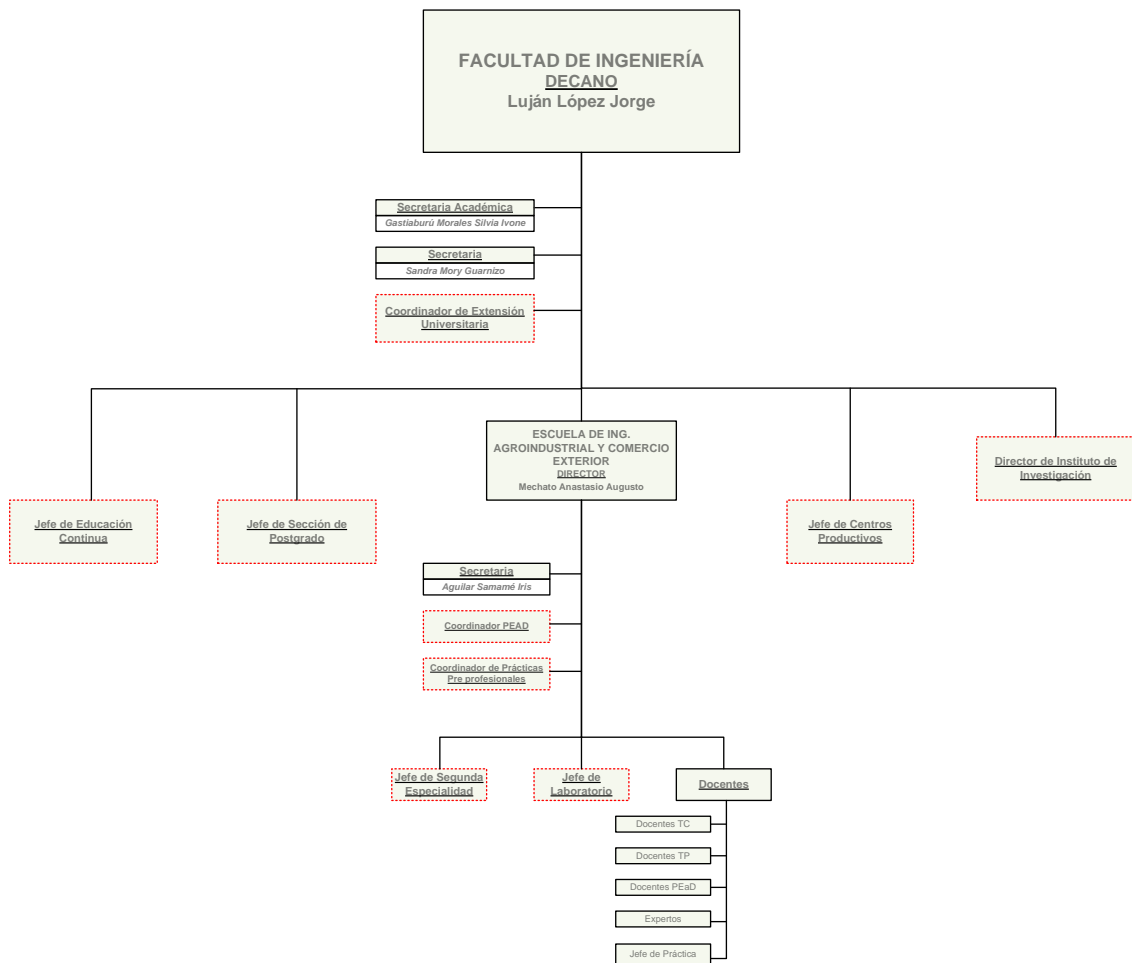 FACULTAD DE INGENIERÍA
DECANO
Luján López Jorge
Secretaria Académica
Gastiaburú Morales Silvia Ivone
Secretaria
Sandra Mory Guarnizo
Coordinador de Extensión
Universitaria
ESCUELA DE ING.
AGROINDUSTRIAL Y COMERCIO
EXTERIOR
DIRECTOR
Mechato Anastasio Augusto
Director de Instituto de
Investigación
Jefe de Educación
Continua
Jefe de Sección de
Postgrado
Jefe de Centros
Productivos
Secretaria
Aguilar Samamé Iris
Coordinador PEAD
Coordinador de Prácticas
Pre profesionales
Jefe de Segunda
Especialidad
Jefe de
Laboratorio
Docentes
Docentes TC
Docentes TP
Docentes PEaD
Expertos
Jefe de Práctica